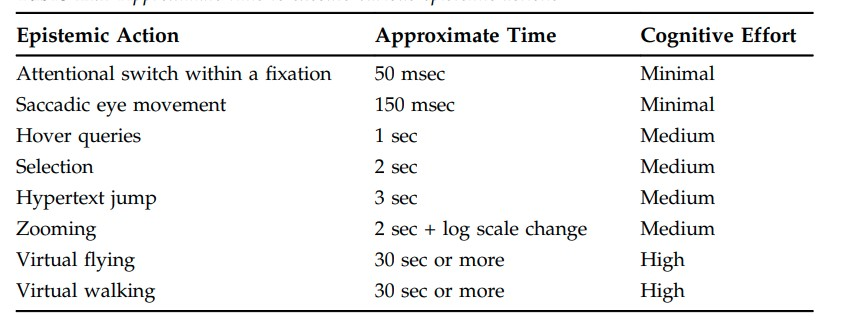 Epistemic Action Approximate Time Cognitive Effort
Attentional switch within a fixation 50 msec Minimal
Saccadic eye movement 150 msec Minimal
Hover queries 1 sec Medium
Selection 2 sec Medium
Hypertext jump 3 sec Medium
Zooming 2 sec + log scale change Medium
Virtual flying 30 sec or more High
Virtual walking 30 sec or more High